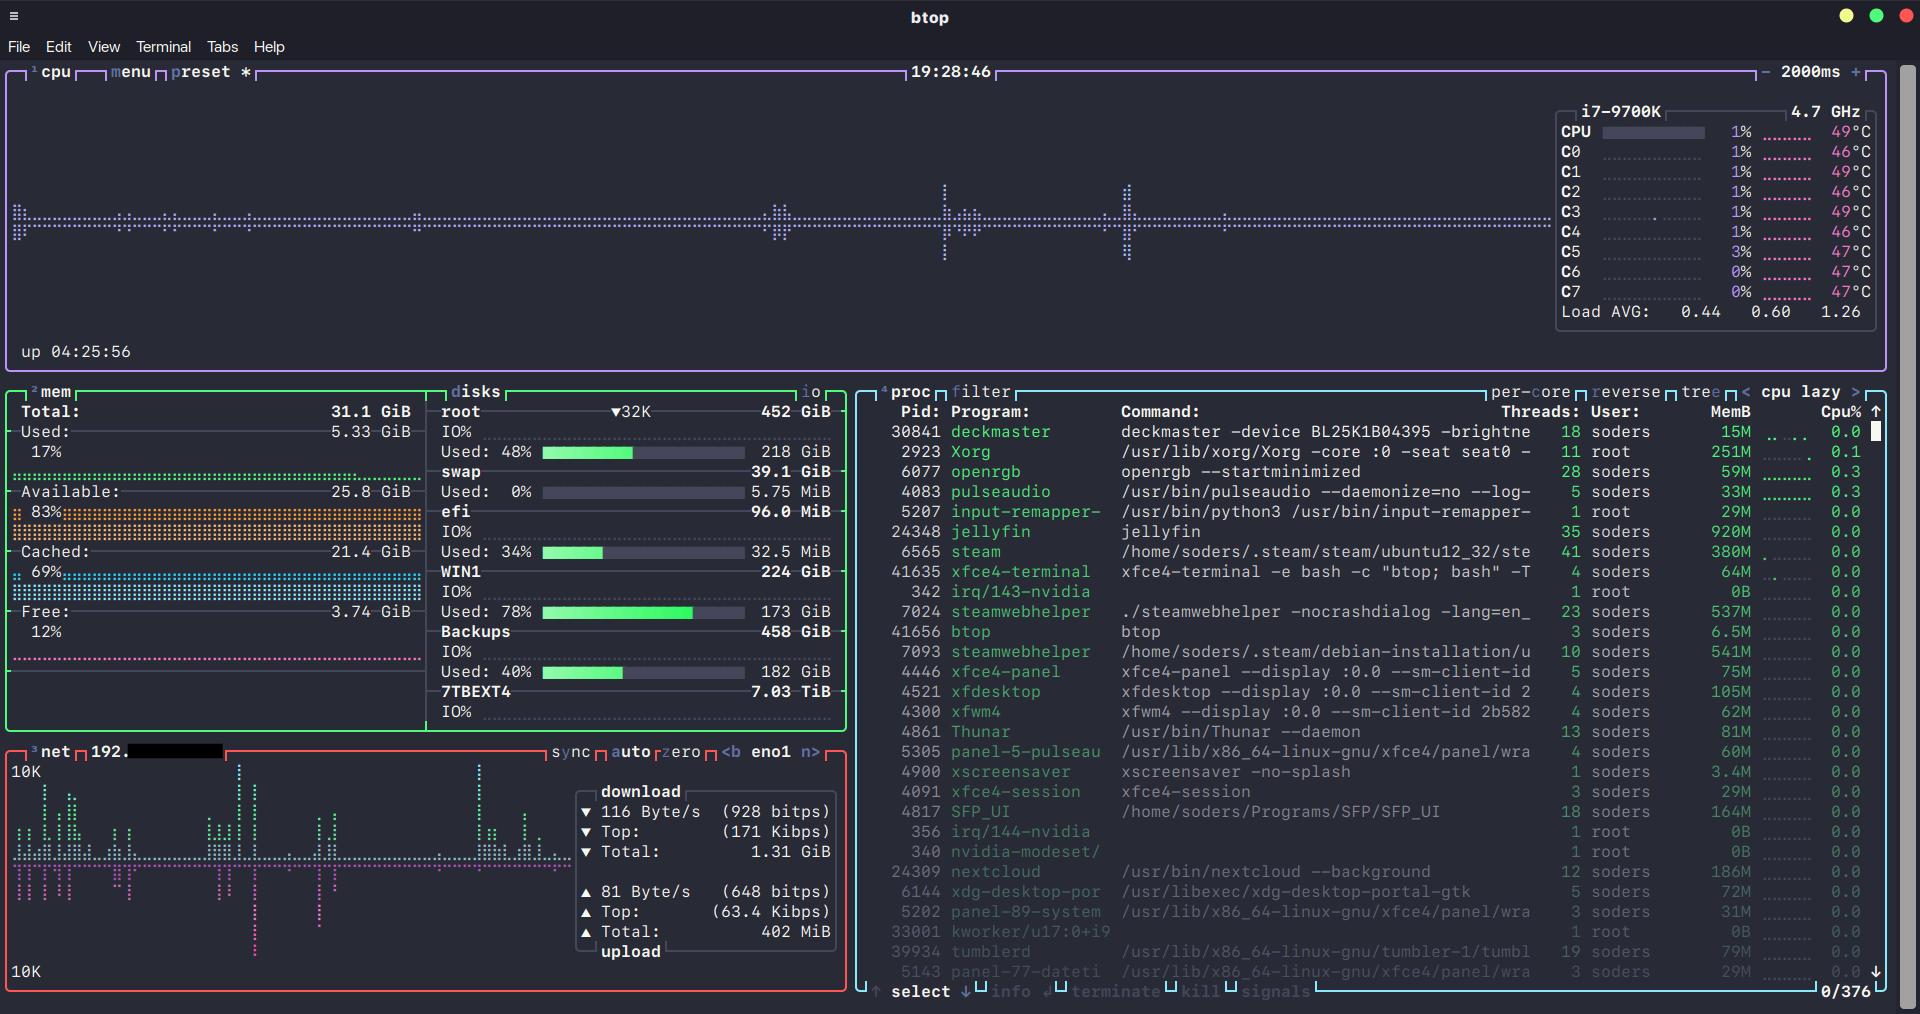 btop
File Edit View Terminal Tabs Help
¹cpu menu preset * 19:28:46 - 2000ms +
i7-9700K 4.7 GHz
CPU 1% 49°C
C0 1% 46°C
C1 1% 49°C
C2 1% 46°C
C3 1% 49°C
C4 1% 46°C
C5 3% 47°C
C6 0% 47°C
C7 0% 47°C
Load AVG: 0.44 0.60 1.26
up 04:25:56
²mem
Total: 31.1 GiB
Used: 5.33 GiB
17%
Available: 25.8 GiB
83%
Cached: 21.4 GiB
69%
Free: 3.74 GiB
12%
disks io
root ▼32K 452 GiB
IO%
Used: 48% 218 GiB
swap 39.1 GiB
Used: 0% 5.75 MiB
efi 96.0 MiB
IO%
Used: 34% 32.5 MiB
WIN1 224 GiB
IO%
Used: 78% 173 GiB
Backups 458 GiB
IO%
Used: 40% 182 GiB
7TBEXT4 7.03 TiB
IO%
³net 192. sync auto zero <b eno1 n>
10K
download
▼ 116 Byte/s (928 bitps)
▼ Top: (171 Kibps)
▼ Total: 1.31 GiB
▲ 81 Byte/s (648 bitps)
▲ Top: (63.4 Kibps)
▲ Total: 402 MiB
upload
10K
⁴proc filter per-core reverse tree < cpu lazy >
Pid: Program: Command: Threads: User: MemB Cpu% ↑
30841 deckmaster deckmaster -device BL25K1B04395 -brightne 18 soders 15M 0.0
2923 Xorg /usr/lib/xorg/Xorg -core :0 -seat seat0 - 11 root 251M 0.1
6077 openrgb openrgb --startminimized 28 soders 59M 0.3
4083 pulseaudio /usr/bin/pulseaudio --daemonize=no --log- 5 soders 33M 0.3
5207 input-remapper- /usr/bin/python3 /usr/bin/input-remapper- 1 root 29M 0.0
24348 jellyfin jellyfin 35 soders 920M 0.0
6565 steam /home/soders/.steam/steam/ubuntu12_32/ste 41 soders 380M 0.0
41635 xfce4-terminal xfce4-terminal -e bash -c "btop; bash" -T 4 soders 64M 0.0
342 irq/143-nvidia 1 root 0B 0.0
7024 steamwebhelper ./steamwebhelper -nocrashdialog -lang=en_ 23 soders 537M 0.0
41656 btop btop 3 soders 6.5M 0.0
7093 steamwebhelper /home/soders/.steam/debian-installation/u 10 soders 541M 0.0
4446 xfce4-panel xfce4-panel --display :0.0 --sm-client-id 5 soders 75M 0.0
4521 xfdesktop xfdesktop --display :0.0 --sm-client-id 2 4 soders 105M 0.0
4300 xfwm4 xfwm4 --display :0.0 --sm-client-id 2b582 4 soders 62M 0.0
4861 Thunar /usr/bin/Thunar --daemon 13 soders 81M 0.0
5305 panel-5-pulseau /usr/lib/x86_64-linux-gnu/xfce4/panel/wra 4 soders 60M 0.0
4900 xscreensaver xscreensaver -no-splash 1 soders 3.4M 0.0
4091 xfce4-session xfce4-session 3 soders 29M 0.0
4817 SFP_UI /home/soders/Programs/SFP/SFP_UI 18 soders 164M 0.0
356 irq/144-nvidia 1 root 0B 0.0
340 nvidia-modeset/ 1 root 0B 0.0
24309 nextcloud /usr/bin/nextcloud --background 12 soders 186M 0.0
6144 xdg-desktop-por /usr/libexec/xdg-desktop-portal-gtk 5 soders 72M 0.0
5202 panel-89-system /usr/lib/x86_64-linux-gnu/xfce4/panel/wra 3 soders 31M 0.0
33001 kworker/u17:0+i9 1 root 0B 0.0
39934 tumblerd /usr/lib/x86_64-linux-gnu/tumbler-1/tumbl 19 soders 79M 0.0
5143 panel-77-dateti /usr/lib/x86_64-linux-gnu/xfce4/panel/wra 3 soders 29M 0.0 ↓
↑ select ↓ info ↲ terminate kill signals 0/376